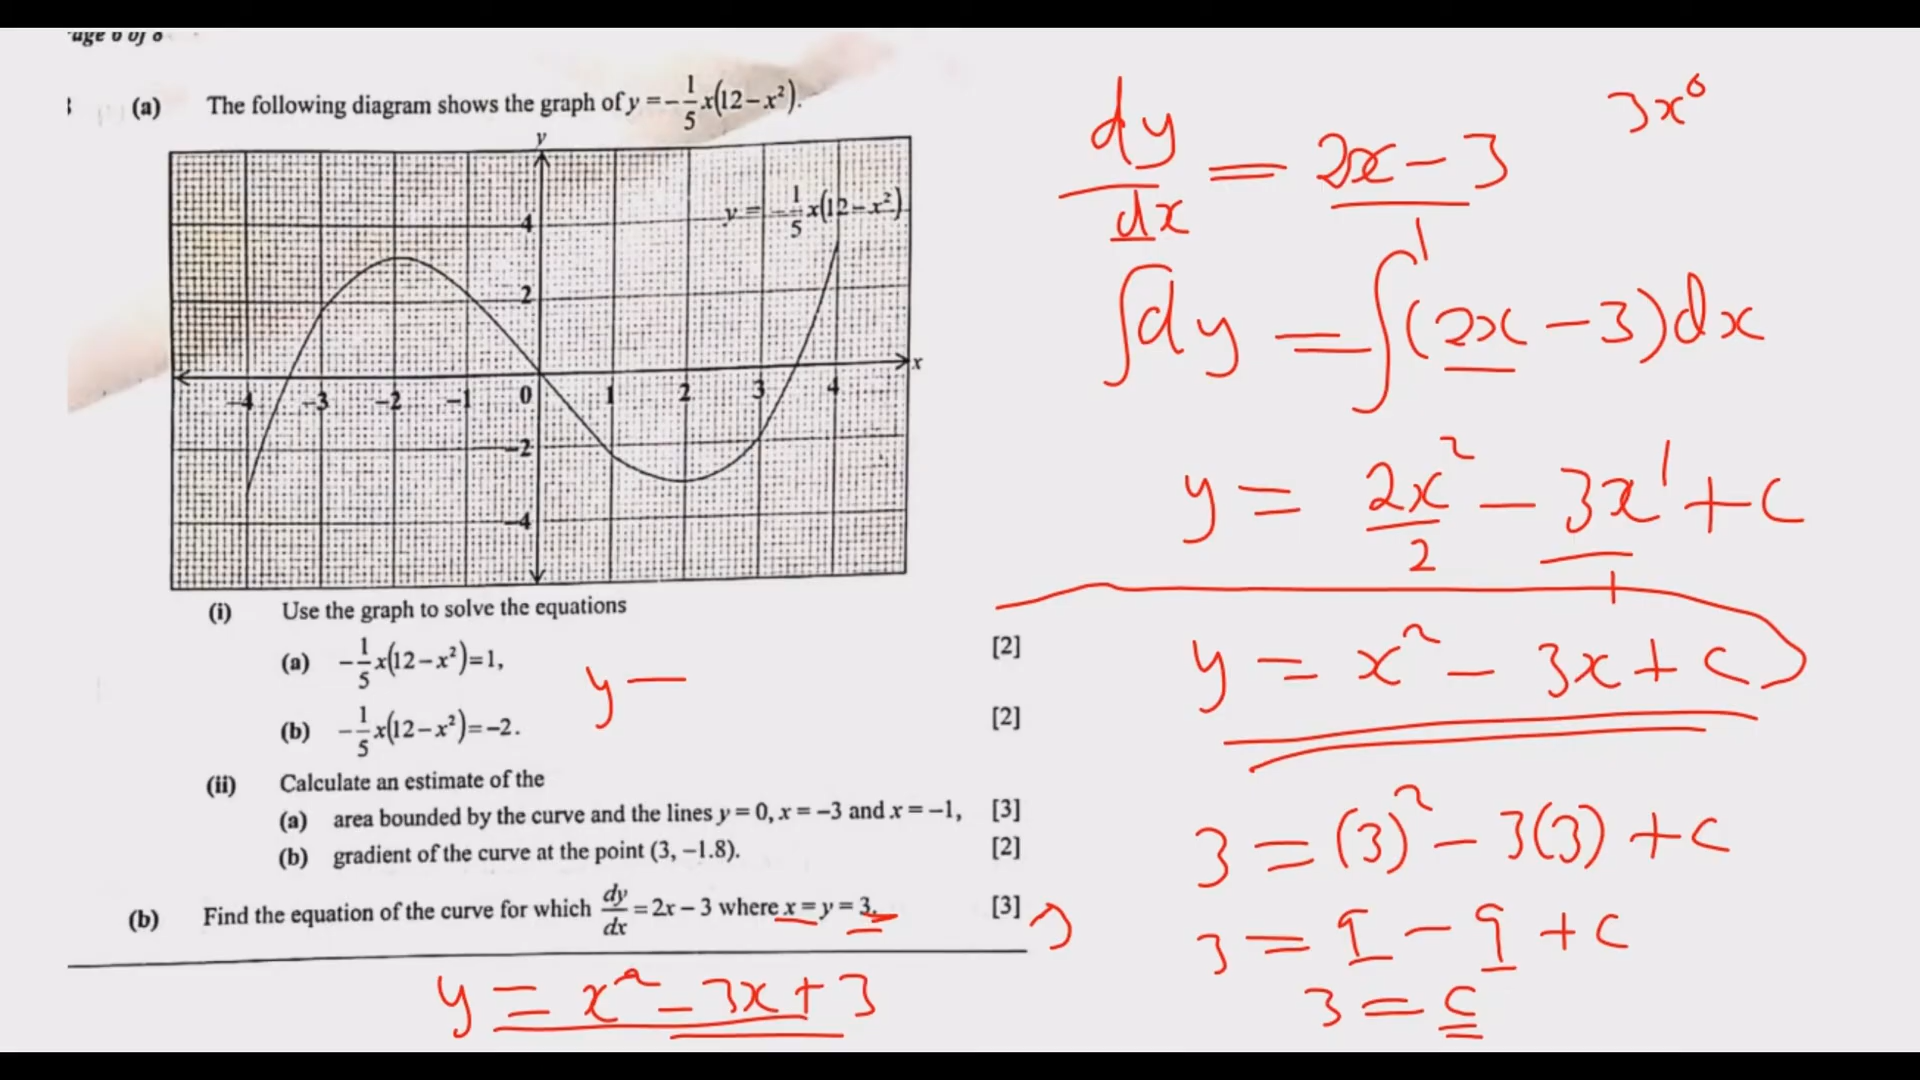 age 6 of 8
(a) The following diagram shows the graph of y = -1/5 x(12 - x²).
y
y = -1/5 x(12 - x²)
4
2
x
-4 -3 -2 -1 0 1 2 3 4
-2
-4
(i) Use the graph to solve the equations
(a) -1/5 x(12 - x²) = 1, [2]
(b) -1/5 x(12 - x²) = -2. [2]
y =
(ii) Calculate an estimate of the
(a) area bounded by the curve and the lines y = 0, x = -3 and x = -1, [3]
(b) gradient of the curve at the point (3, -1.8). [2]
(b) Find the equation of the curve for which dy/dx = 2x - 3 where x = y = 3. [3]
y = x² - 3x + 3
dy/dx = 2x - 3
3x⁰
∫dy = ∫(2x - 3)dx
y = 2x²/2 - 3x¹/1 + c
y = x² - 3x + c
3 = (3)² - 3(3) + c
3 = 9 - 9 + c
3 = c